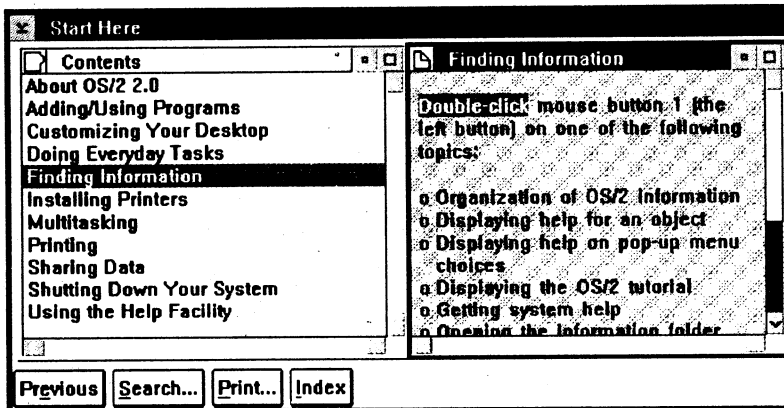 Start Here
Contents
About OS/2 2.0
Adding/Using Programs
Customizing Your Desktop
Doing Everyday Tasks
Finding Information
Installing Printers
Multitasking
Printing
Sharing Data
Shutting Down Your System
Using the Help Facility
Finding Information
Double-click mouse button 1 (the
left button) on one of the following
topics:
o Organization of OS/2 Information
o Displaying help for an object
o Displaying help on pop-up menu
choices
o Displaying the OS/2 tutorial
o Getting system help
o Opening the Information folder
Previous Search... Print... Index